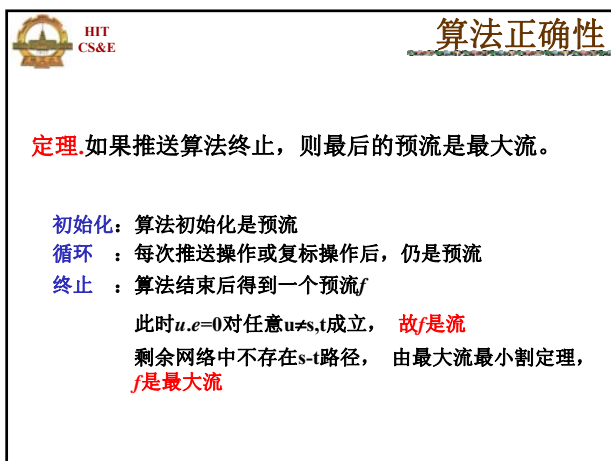 HIT
CS&E
算法正确性
定理.如果推送算法终止，则最后的预流是最大流。
初始化：算法初始化是预流
循环 ：每次推送操作或复标操作后，仍是预流
终止 ：算法结束后得到一个预流f
此时u.e=0对任意u≠s,t成立， 故f是流
剩余网络中不存在s-t路径， 由最大流最小割定理，
f是最大流